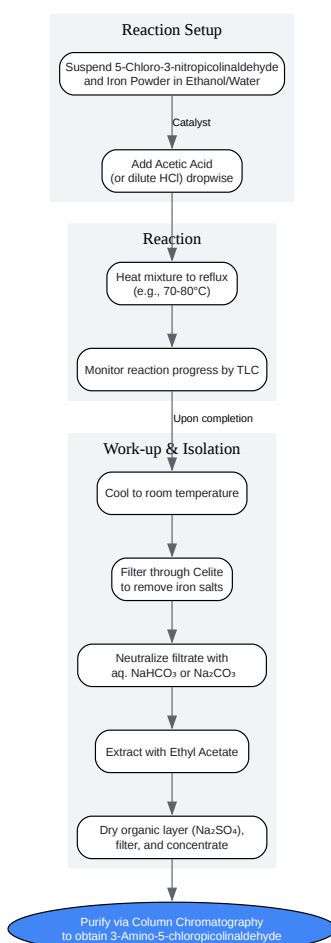 Reaction Setup
Suspend 5-Chloro-3-nitropicolinaldehyde
and Iron Powder in Ethanol/Water
Catalyst
Add Acetic Acid
(or dilute HCl) dropwise
Reaction
Heat mixture to reflux
(e.g., 70-80°C)
Monitor reaction progress by TLC
Upon completion
Work-up & Isolation
Cool to room temperature
Filter through Celite
to remove iron salts
Neutralize filtrate with
aq. NaHCO₃ or Na₂CO₃
Extract with Ethyl Acetate
Dry organic layer (Na₂SO₄),
filter, and concentrate
Purify via Column Chromatography
to obtain 3-Amino-5-chloropicolinaldehyde